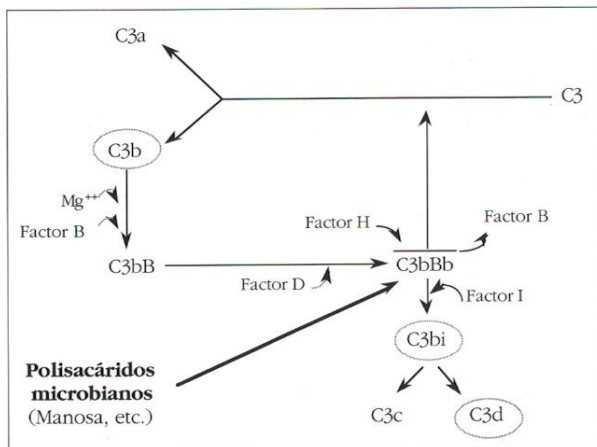 C3a
C3
C3b
Mg++
Factor B
C3bB
Factor D
Factor H
Factor B
C3bBb
Factor I
C3bi
C3c
C3d
Polisacáridos
microbianos
(Manosa, etc.)